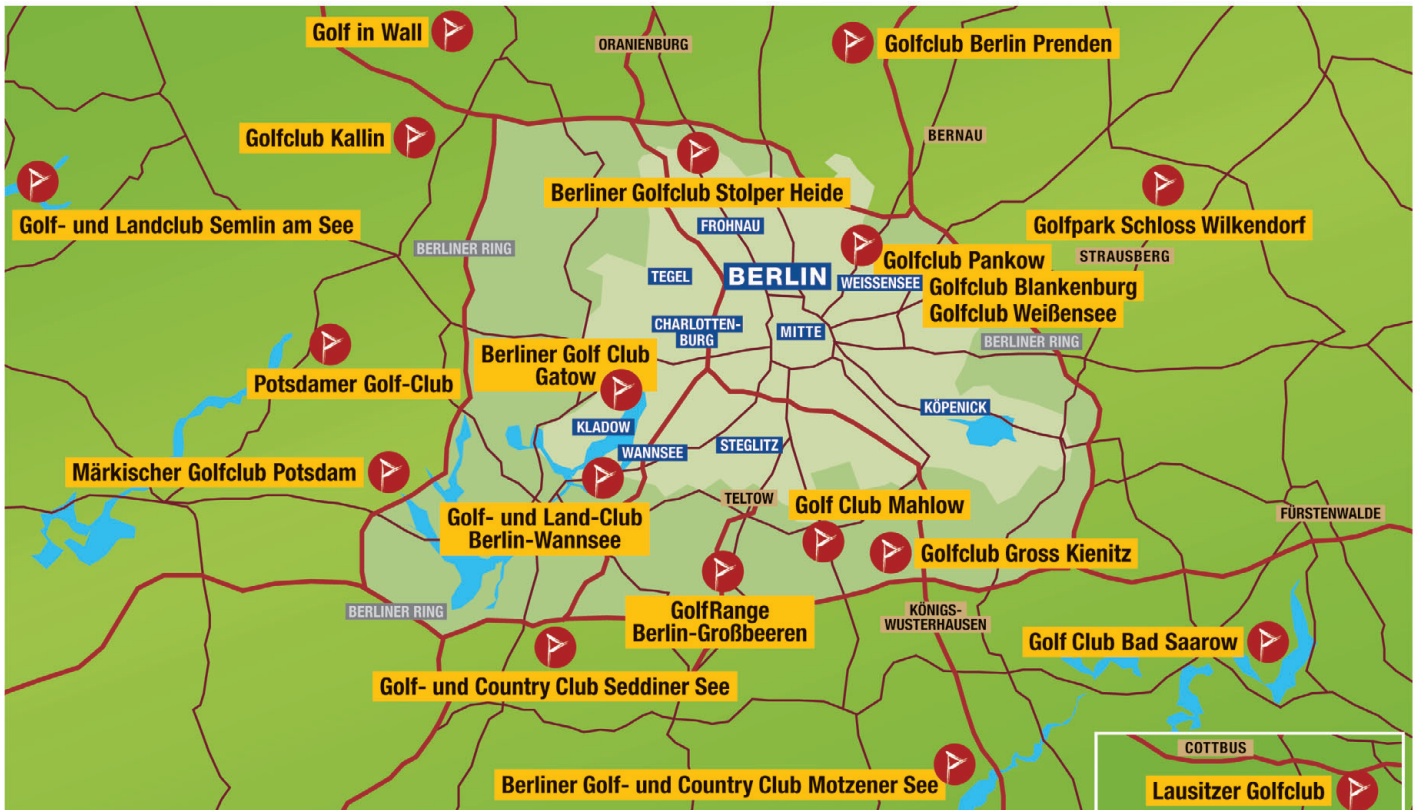 Golf in Wall
ORANIENBURG
Golfclub Berlin Prenden
Golfclub Kallin
BERNAU
Berliner Golfclub Stolper Heide
Golf- und Landclub Semlin am See
FROHNAU
Golfpark Schloss Wilkendorf
BERLINER RING
STRAUSBERG
Golfclub Pankow
TEGEL
BERLIN
WEISSENSEE
Golfclub Blankenburg
Golfclub Weißensee
CHARLOTTEN-
BURG
MITTE
BERLINER RING
Berliner Golf Club
Gatow
Potsdamer Golf-Club
KÖPENICK
KLADOW
WANNSEE
STEGLITZ
Märkischer Golfclub Potsdam
TELTOW
Golf Club Mahlow
FÜRSTENWALDE
Golf- und Land-Club
Berlin-Wannsee
Golfclub Gross Kienitz
BERLINER RING
GolfRange
Berlin-Großbeeren
KÖNIGS-
WUSTERHAUSEN
Golf Club Bad Saarow
Golf- und Country Club Seddiner See
COTTBUS
Berliner Golf- und Country Club Motzener See
Lausitzer Golfclub